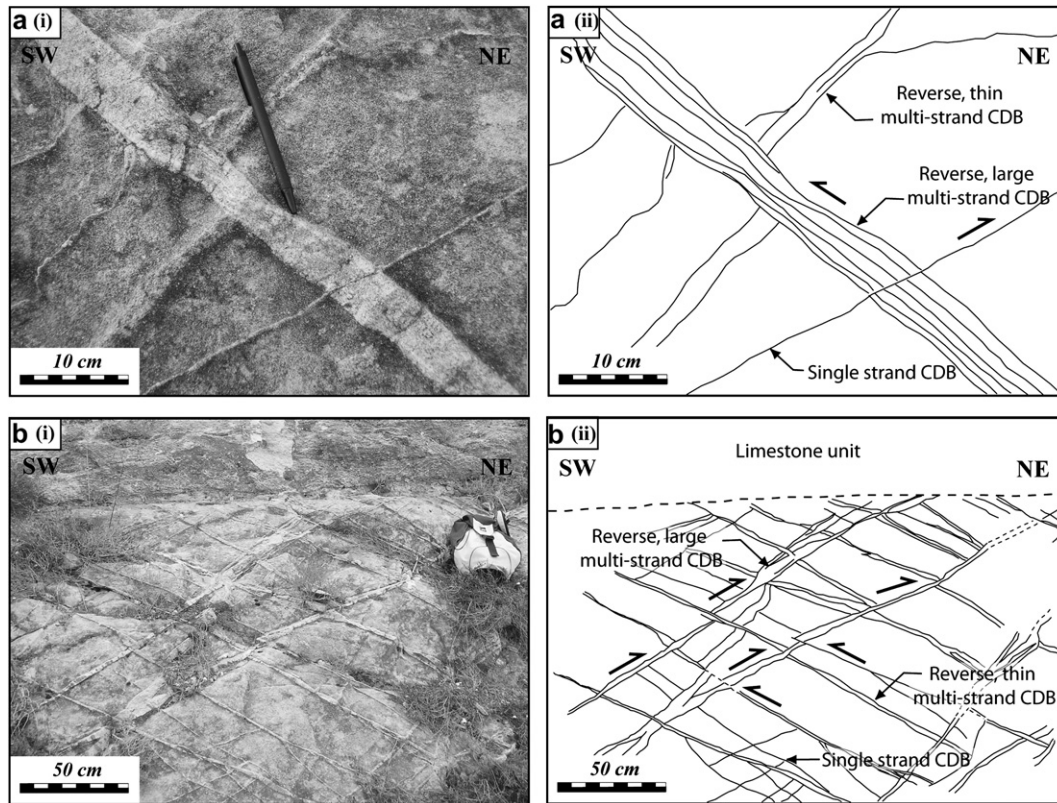 a (i)
SW
NE
10 cm
a (ii)
SW
NE
Reverse, thin
multi-strand CDB
Reverse, large
multi-strand CDB
Single strand CDB
10 cm
b (i)
SW
NE
50 cm
b (ii)
SW
NE
Limestone unit
Reverse, large
multi-strand CDB
Reverse, thin
multi-strand CDB
Single strand CDB
50 cm